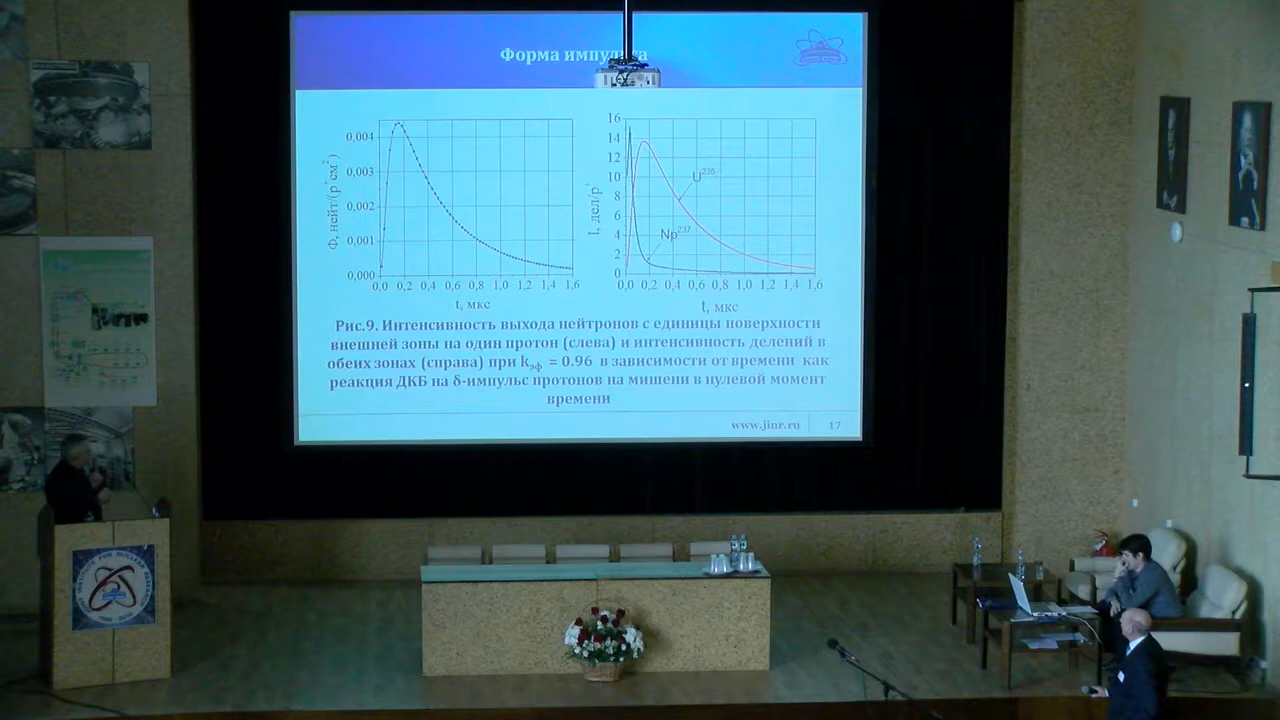 Форма импульса
0,004
0,003
0,002
0,001
0,000
Ф, нейт/(p⁺см²)
0,0 0,2 0,4 0,6 0,8 1,0 1,2 1,4 1,6
t, мкс
16
14
12
10
8
6
4
2
0
I, дел/p⁺
U²³⁵
Np²³⁷
0,0 0,2 0,4 0,6 0,8 1,0 1,2 1,4 1,6
t, мкс
Рис.9. Интенсивность выхода нейтронов с единицы поверхности
внешней зоны на один протон (слева) и интенсивность делений в
обеих зонах (справа) при kэф = 0.96 в зависимости от времени как
реакция ДКБ на δ-импульс протонов на мишени в нулевой момент
времени
www.jinr.ru 17